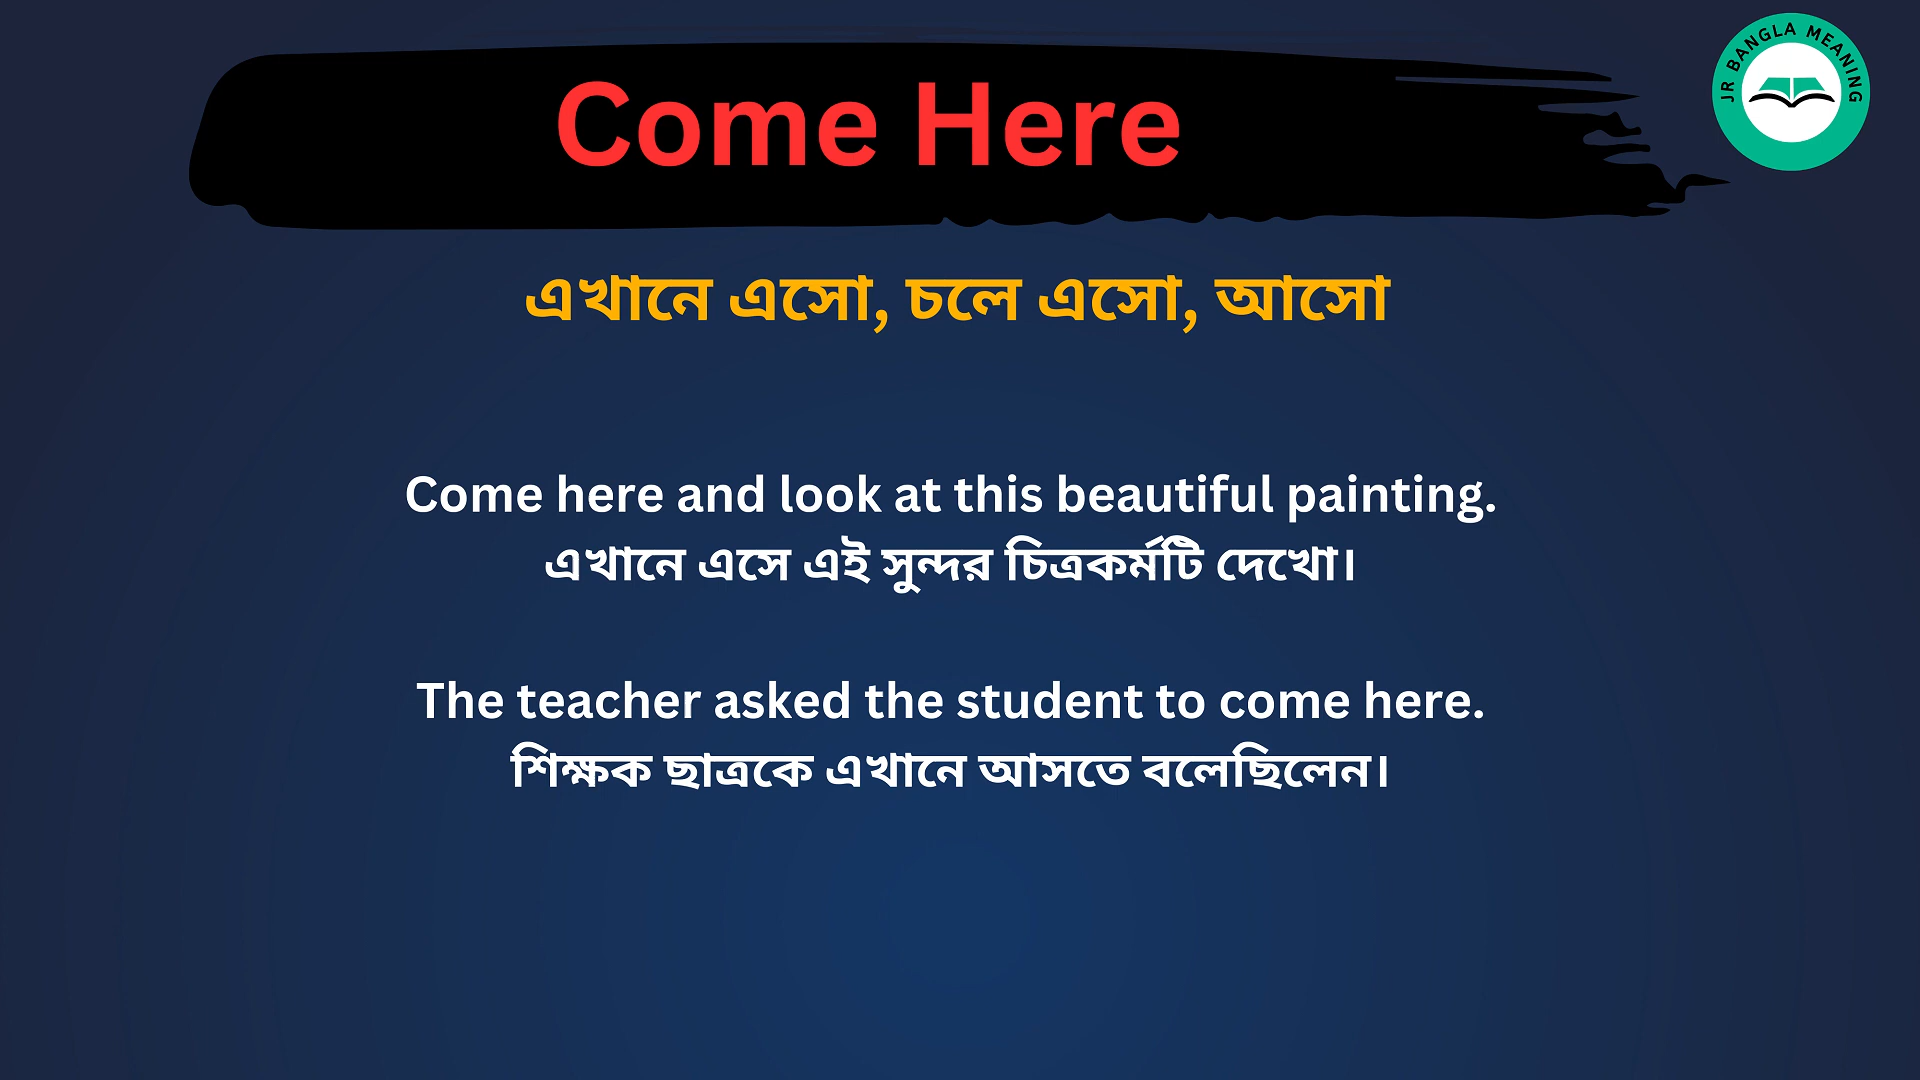 Come Here
JR BANGLA MEANING
এখানে এসো, চলে এসো, আসো
Come here and look at this beautiful painting.
এখানে এসে এই সুন্দর চিত্রকর্মটি দেখো।
The teacher asked the student to come here.
শিক্ষক ছাত্রকে এখানে আসতে বলেছিলেন।